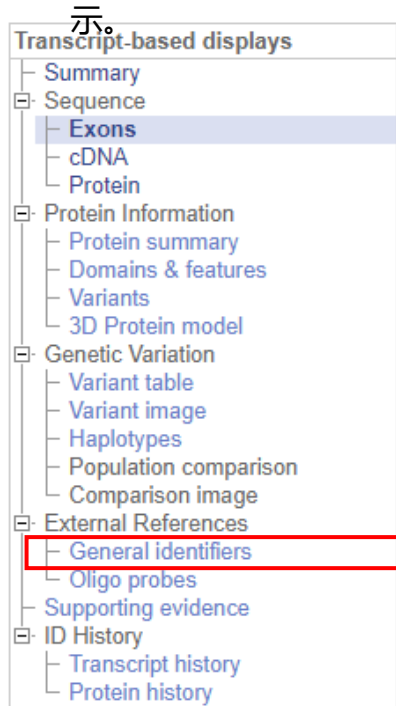 示。
Transcript-based displays
Summary
Sequence
Exons
cDNA
Protein
Protein Information
Protein summary
Domains & features
Variants
3D Protein model
Genetic Variation
Variant table
Variant image
Haplotypes
Population comparison
Comparison image
External References
General identifiers
Oligo probes
Supporting evidence
ID History
Transcript history
Protein history